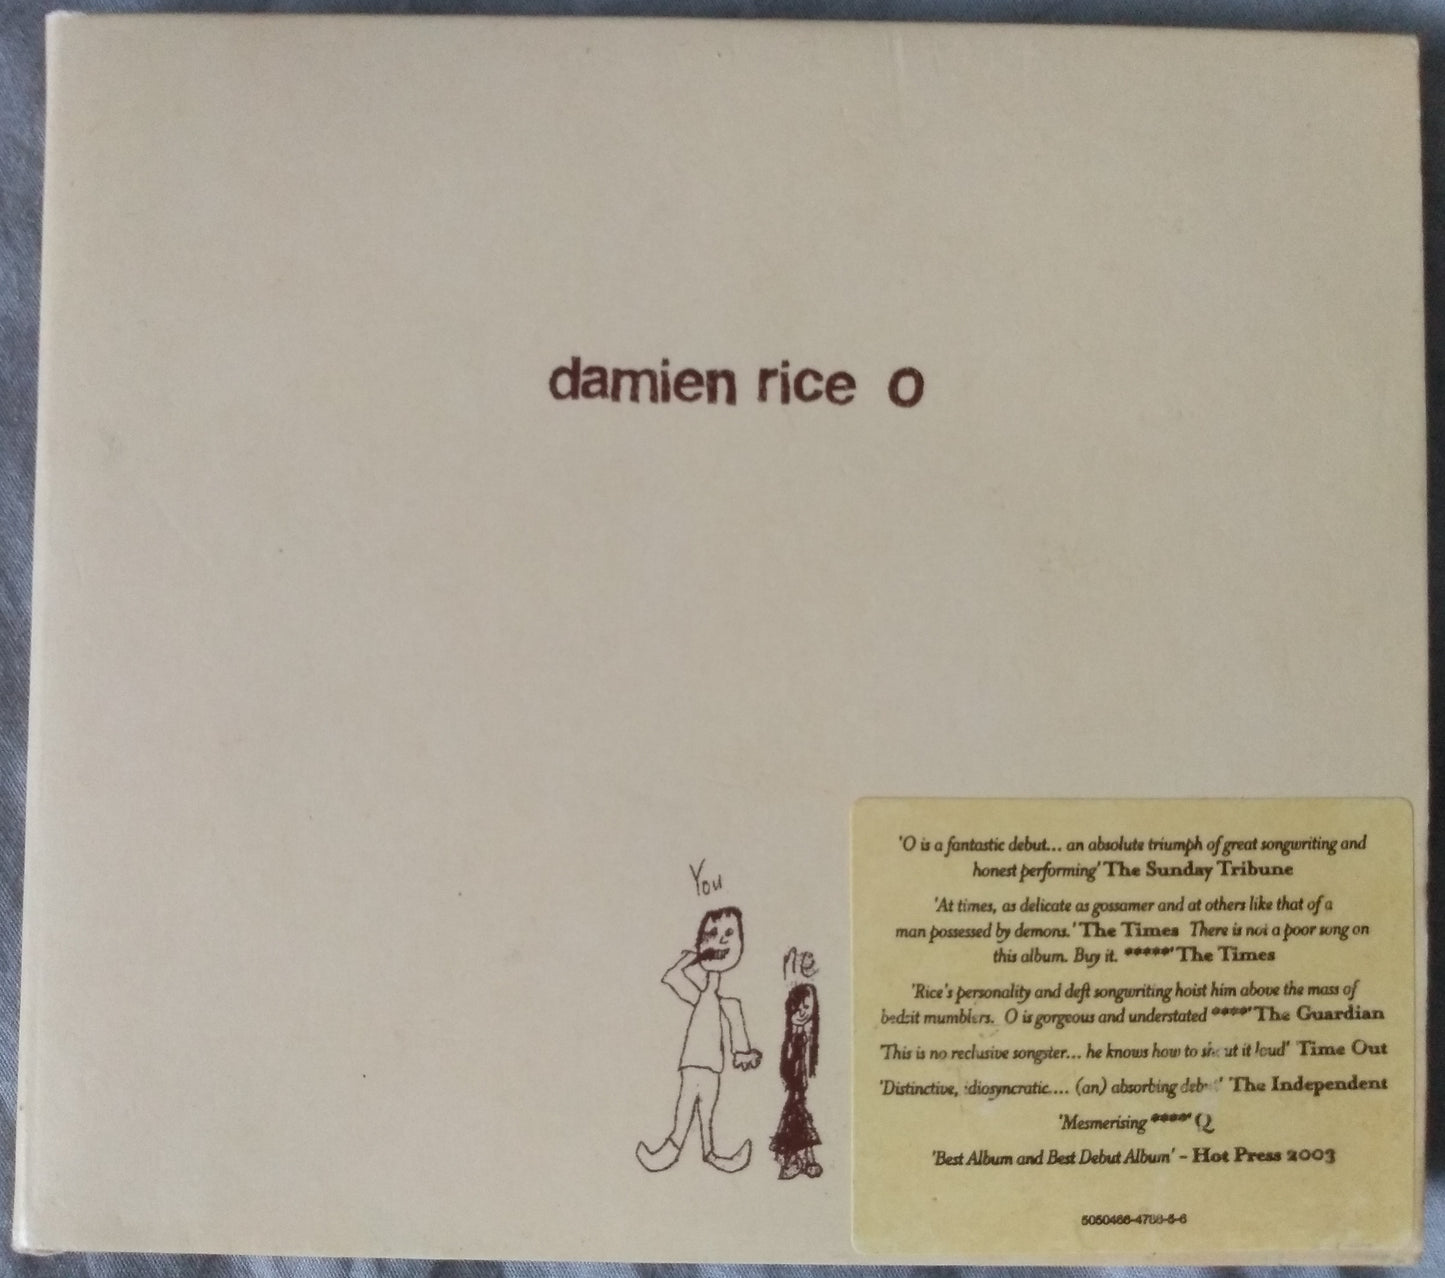 damien rice O
You
ME
'O is a fantastic debut... an absolute triumph of great songwriting and
honest performing' The Sunday Tribune
'At times, as delicate as gossamer and at others like that of a
man possessed by demons.' The Times There is not a poor song on
this album. Buy it. *****' The Times
'Rice's personality and deft songwriting hoist him above the mass of
bedsit mumblers. O is gorgeous and understated ****' The Guardian
'This is no reclusive songster... he knows how to shout it loud' Time Out
'Distinctive, idiosyncratic.... (an) absorbing debut' The Independent
'Mesmerising ****' Q
'Best Album and Best Debut Album' - Hot Press 2003
5050466-4788-5-6